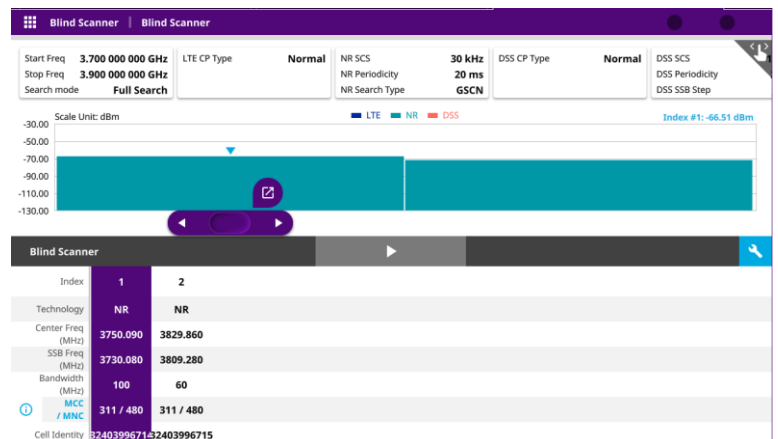 Blind Scanner | Blind Scanner
Start Freq 3.700 000 000 GHz
Stop Freq 3.900 000 000 GHz
Search mode Full Search
LTE CP Type Normal
NR SCS 30 kHz
NR Periodicity 20 ms
NR Search Type GSCN
DSS CP Type Normal
DSS SCS
DSS Periodicity
DSS SSB Step
Scale Unit: dBm
LTE NR DSS
Index #1: -66.51 dBm
-30.00
-50.00
-70.00
-90.00
-110.00
-130.00
Blind Scanner
Index 1 2
Technology NR NR
Center Freq (MHz) 3750.090 3829.860
SSB Freq (MHz) 3730.080 3809.280
Bandwidth (MHz) 100 60
MCC / MNC 311 / 480 311 / 480
Cell Identity 32403996715